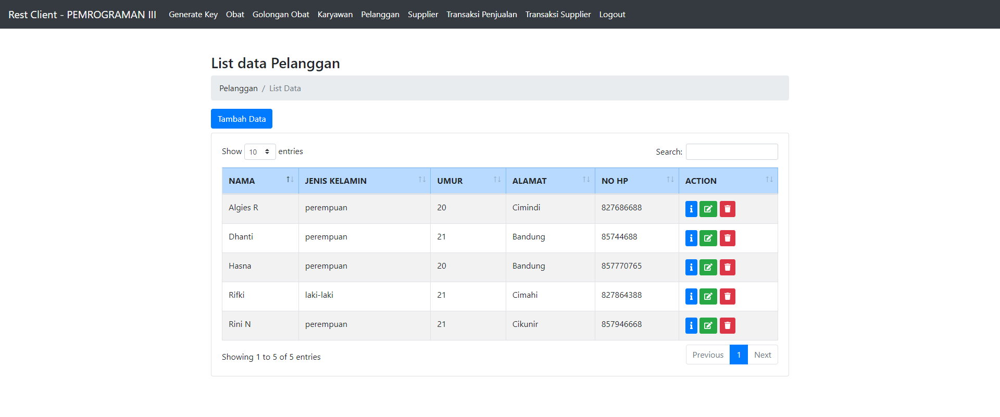 Rest Client - PEMROGRAMAN III Generate Key Obat Golongan Obat Karyawan Pelanggan Supplier Transaksi Penjualan Transaksi Supplier Logout
List data Pelanggan
Pelanggan / List Data
Tambah Data
Show 10 entries Search:
NAMA JENIS KELAMIN UMUR ALAMAT NO HP ACTION
Algies R perempuan 20 Cimindi 827686688
Dhanti perempuan 21 Bandung 85744688
Hasna perempuan 20 Bandung 857770765
Rifki laki-laki 21 Cimahi 827864388
Rini N perempuan 21 Cikunir 857946668
Showing 1 to 5 of 5 entries Previous 1 Next